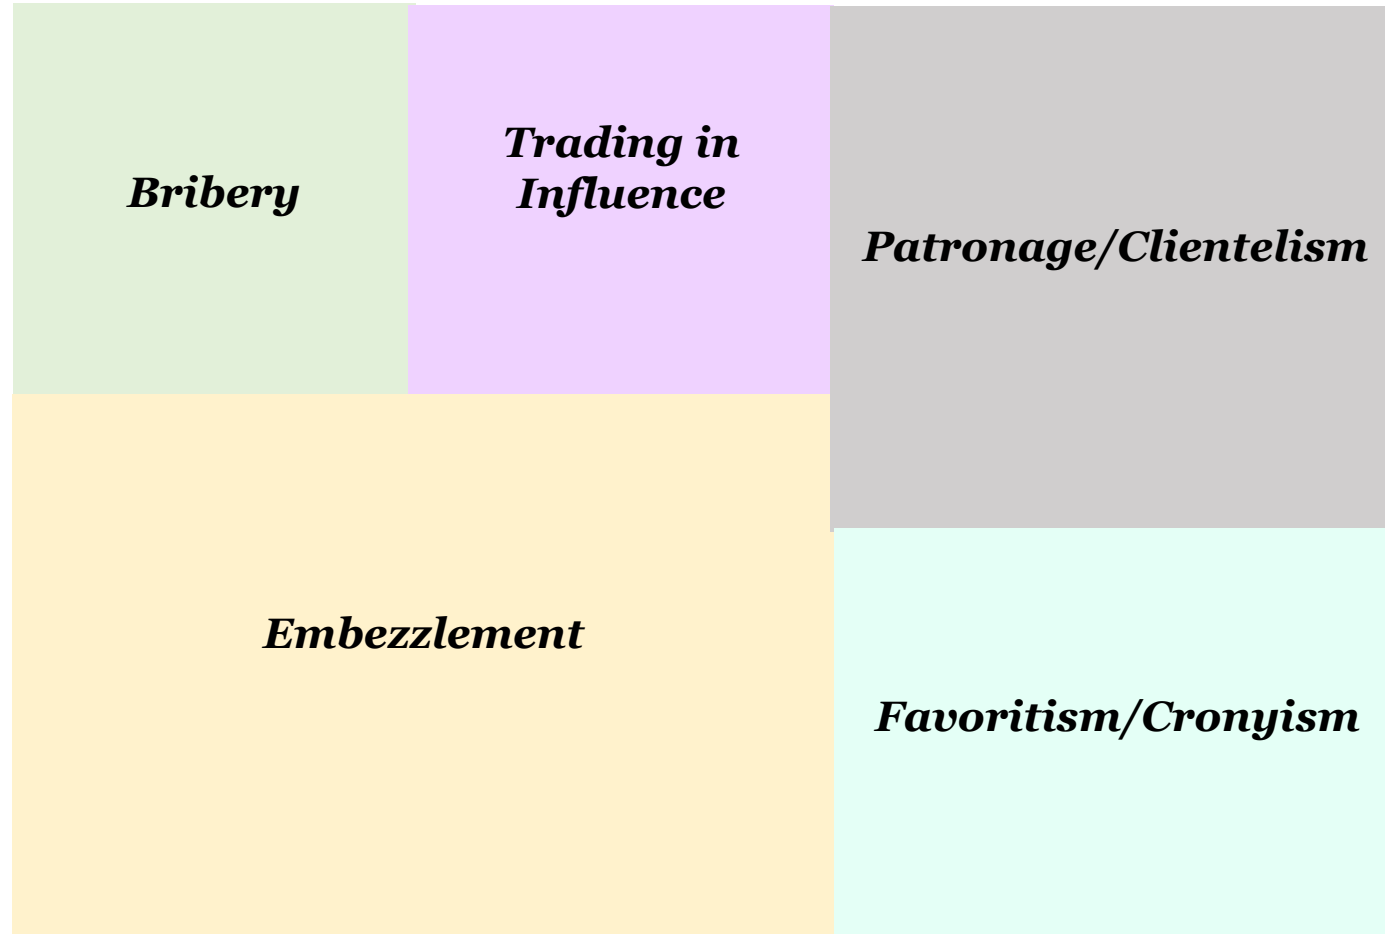 Bribery
Trading in
Influence
Patronage/Clientelism
Embezzlement
Favoritism/Cronyism